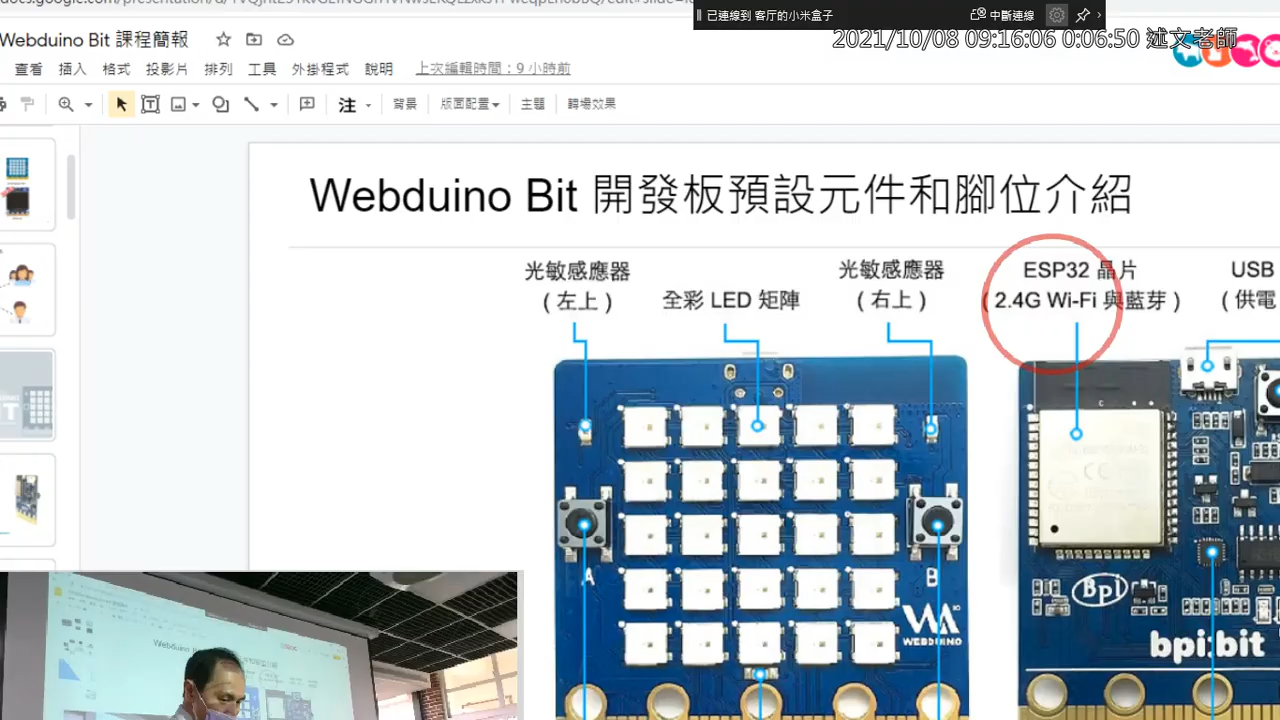 已連線到 客厅的小米盒子
中斷連線
Webduino Bit 課程簡報
2021/10/08 09:16:06 0:06:50 述文老師
查看 插入 格式 投影片 排列 工具 外掛程式 說明 上次編輯時間：9 小時前
注 背景 版面配置 主題 轉場效果
Webduino Bit 開發板預設元件和腳位介紹
光敏感應器
( 左上 )
全彩 LED 矩陣
光敏感應器
( 右上 )
ESP32 晶片
( 2.4G Wi-Fi 與藍芽 )
USB
( 供電
A
B
WEBDUINO
CE
Bpi
bpi:bit